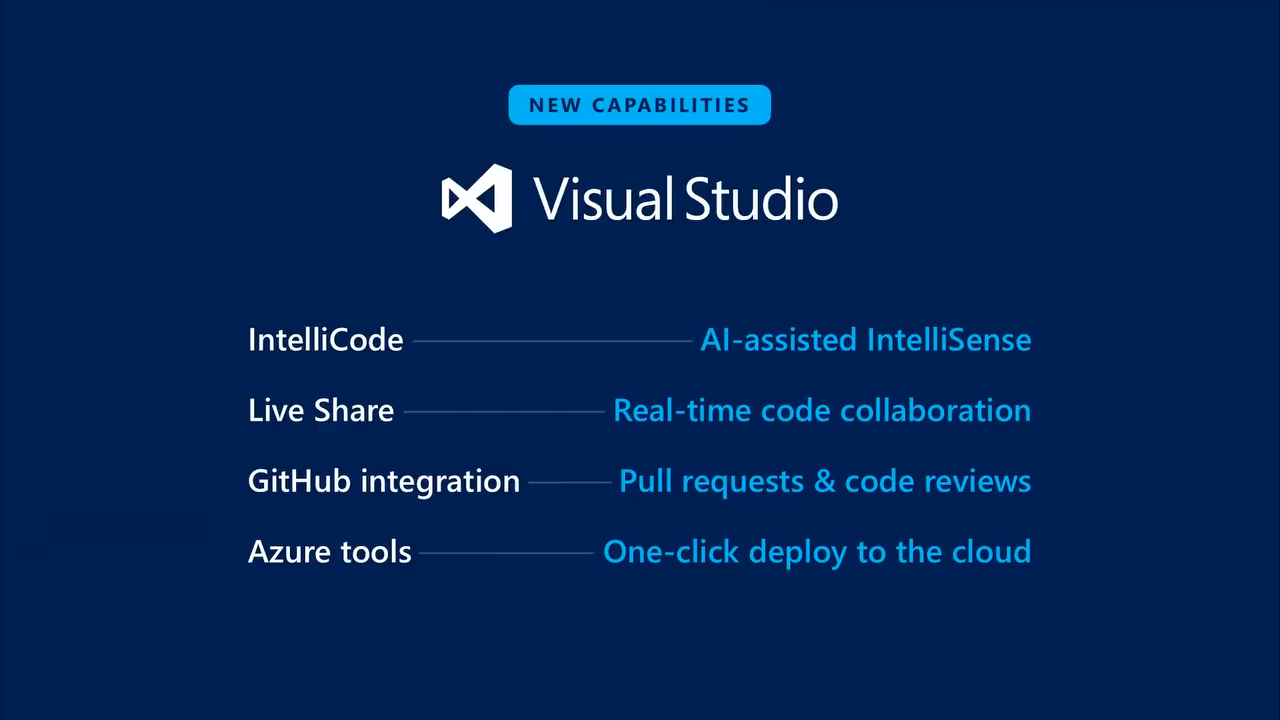 NEW CAPABILITIES
Visual Studio
IntelliCode AI-assisted IntelliSense
Live Share Real-time code collaboration
GitHub integration Pull requests & code reviews
Azure tools One-click deploy to the cloud